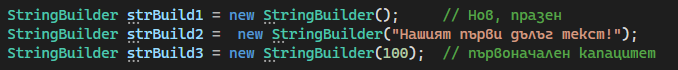 StringBuilder strBuild1 = new StringBuilder();     // Нов, празен
StringBuilder strBuild2 =  new StringBuilder("Нашият първи дълъг текст!");
StringBuilder strBuild3 = new StringBuilder(100);  // първоначален капацитет